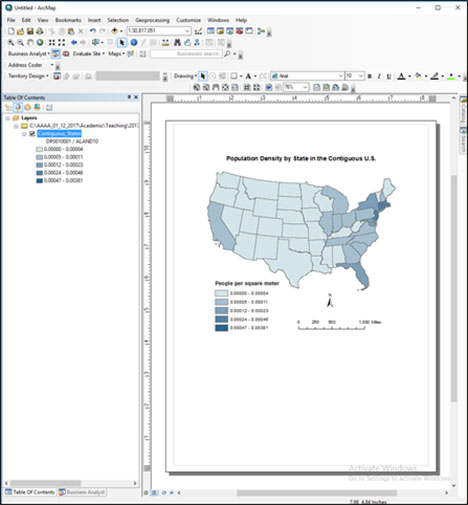 Untitled - ArcMap
File Edit View Bookmarks Insert Selection Geoprocessing Customize Windows Help
1:30,817,051
Business Analyst Evaluate Site Maps Businesses search
Address Coder
Territory Design Drawing A Arial 10 B I U A
76%
Table Of Contents
Layers
C:\AAAA_01_12_2017\Academic\Teaching\2017
Contiguous_States
DP0010001 / ALAND10
0.00000 - 0.00004
0.00005 - 0.00011
0.00012 - 0.00023
0.00024 - 0.00046
0.00047 - 0.00381
Population Density by State in the Contiguous U.S.
People per square meter
0.00000 - 0.00004
0.00005 - 0.00011
0.00012 - 0.00023
0.00024 - 0.00046
0.00047 - 0.00381
N
0 250 500 1,000 Miles
Catalog
Search
Activate Windows
Go to Settings to activate Windows.
Table Of Contents Business Analyst
7.98 4.84 Inches